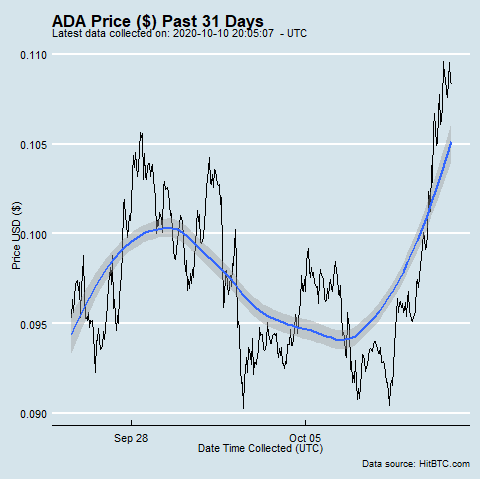 ADA Price ($) Past 31 Days
Latest data collected on: 2020-10-10 20:05:07  - UTC
0.110
0.105
0.100
0.095
0.090
Price USD ($)
Sep 28
Oct 05
Date Time Collected (UTC)
Data source: HitBTC.com